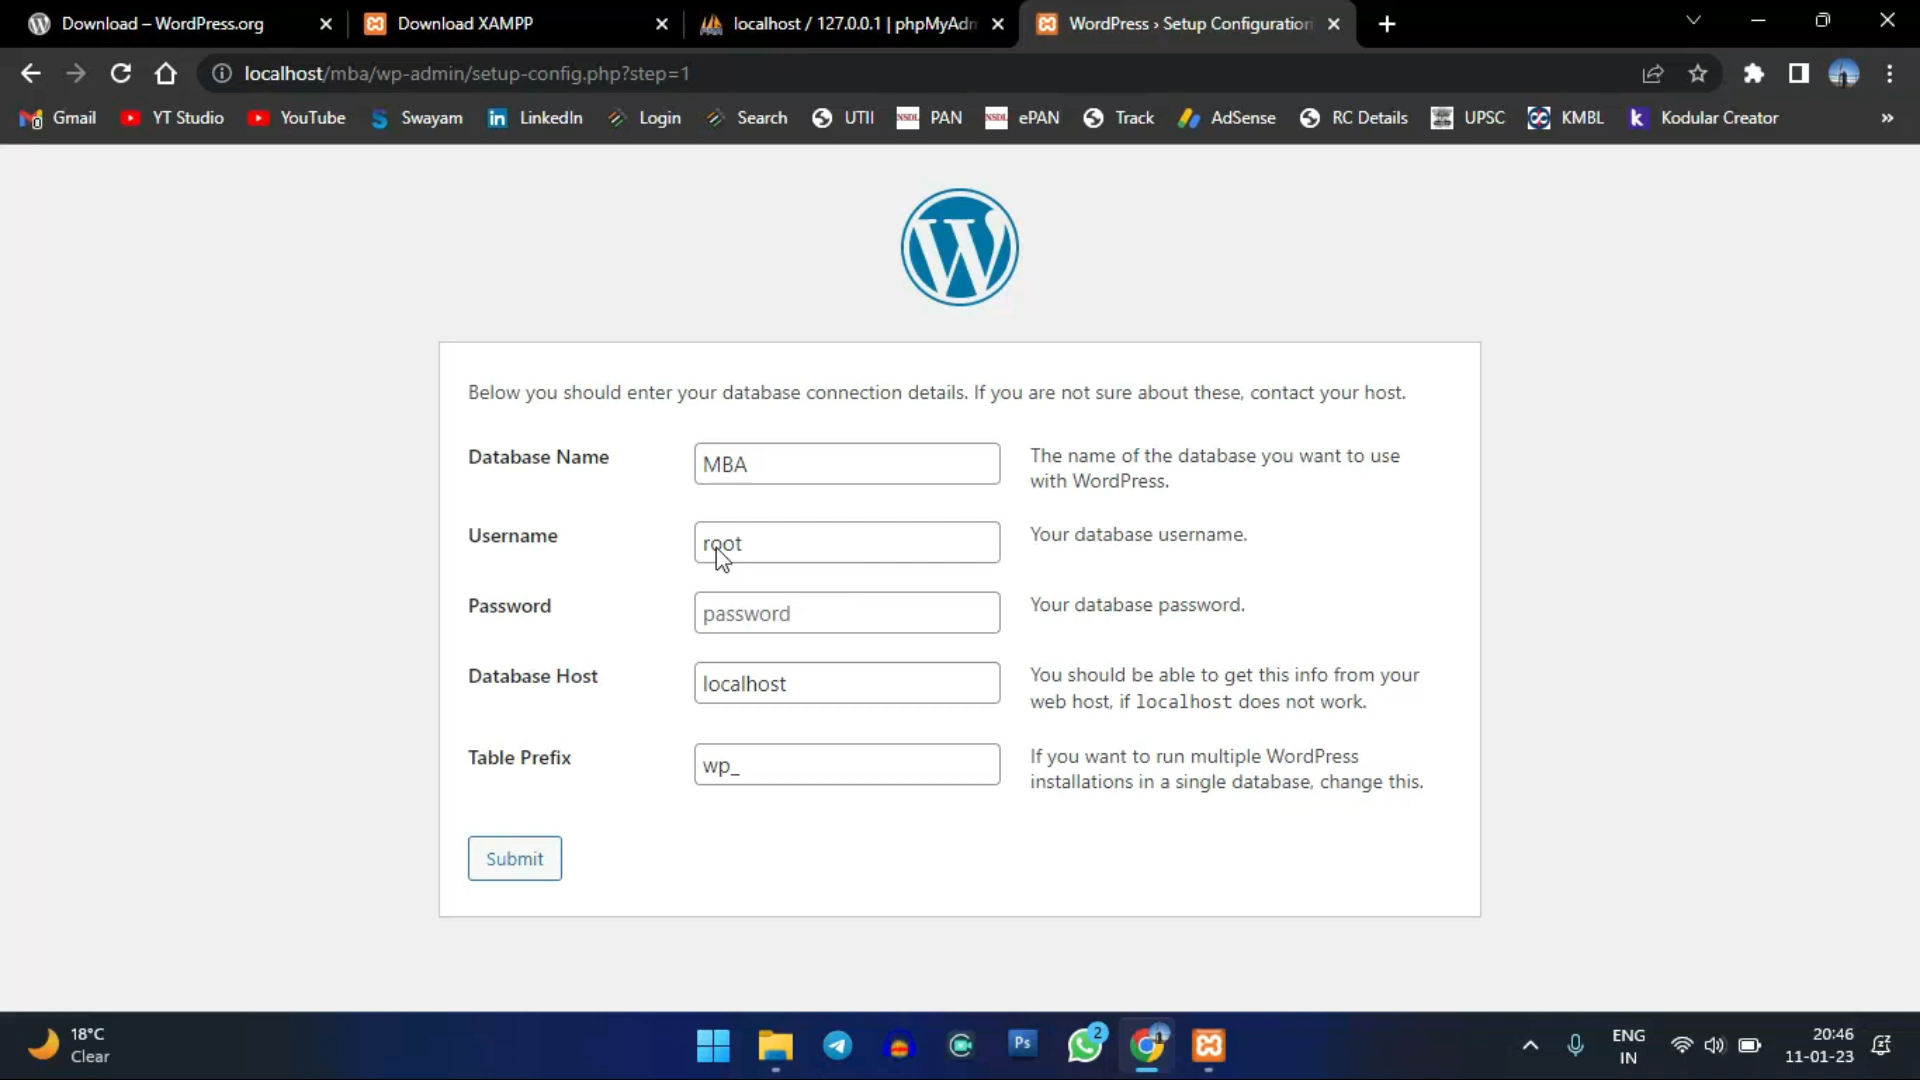 Download – WordPress.org
Download XAMPP
localhost / 127.0.0.1 | phpMyAdm
WordPress › Setup Configuration
localhost/mba/wp-admin/setup-config.php?step=1
Gmail YT Studio YouTube Swayam LinkedIn Login Search UTII PAN ePAN Track AdSense RC Details UPSC KMBL Kodular Creator »
Below you should enter your database connection details. If you are not sure about these, contact your host.
Database Name MBA The name of the database you want to use
with WordPress.
Username root Your database username.
Password password Your database password.
Database Host localhost You should be able to get this info from your
web host, if localhost does not work.
Table Prefix wp_ If you want to run multiple WordPress
installations in a single database, change this.
Submit
18°C
Clear
Ps
2
ENG
IN
20:46
11-01-23